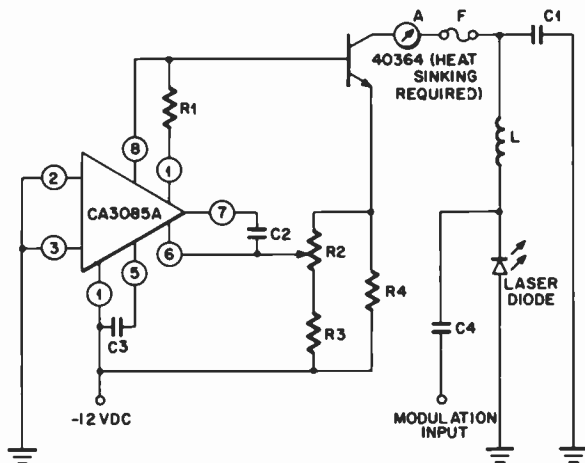 A
F
C1
40364 (HEAT
SINKING
REQUIRED)
R1
L
8
1
2
CA3085A
7
C2
3
6
R2
LASER
DIODE
1
5
R4
C3
R3
C4
-12 VDC
MODULATION
INPUT